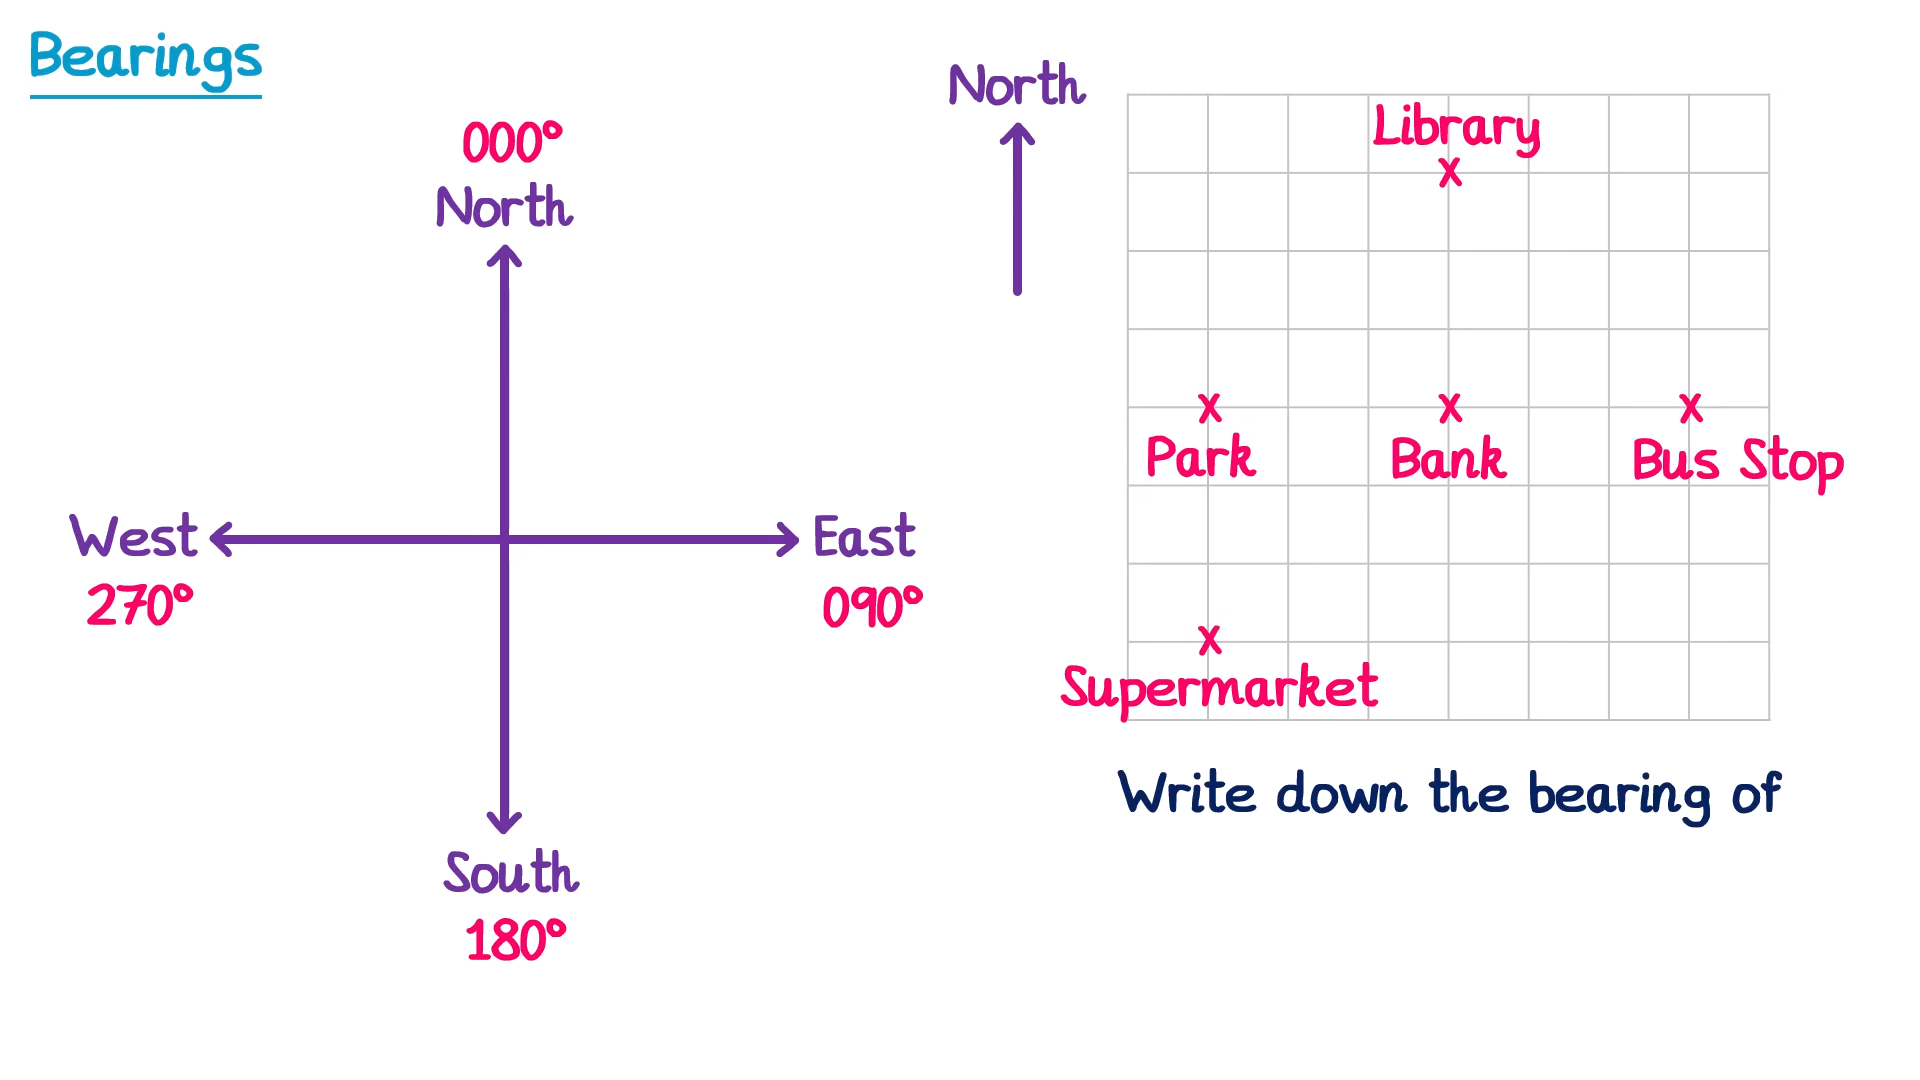 Bearings
000°
North
West
270°
East
090°
South
180°
North
Library
x
x
Park
x
Bank
x
Bus Stop
x
Supermarket
Write down the bearing of